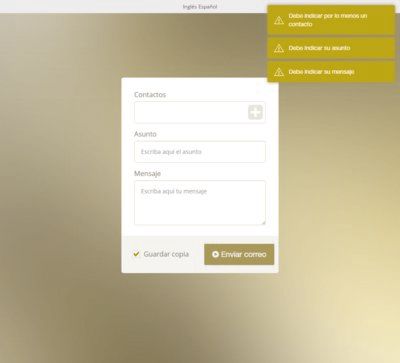 Inglés Español
Debe indicar por lo menos un
contacto
Debe indicar su asunto
Debe indicar su mensaje
Contactos
Asunto
Escriba aquí el asunto
Mensaje
Escriba aquí tu mensaje
Guardar copia
Enviar correo